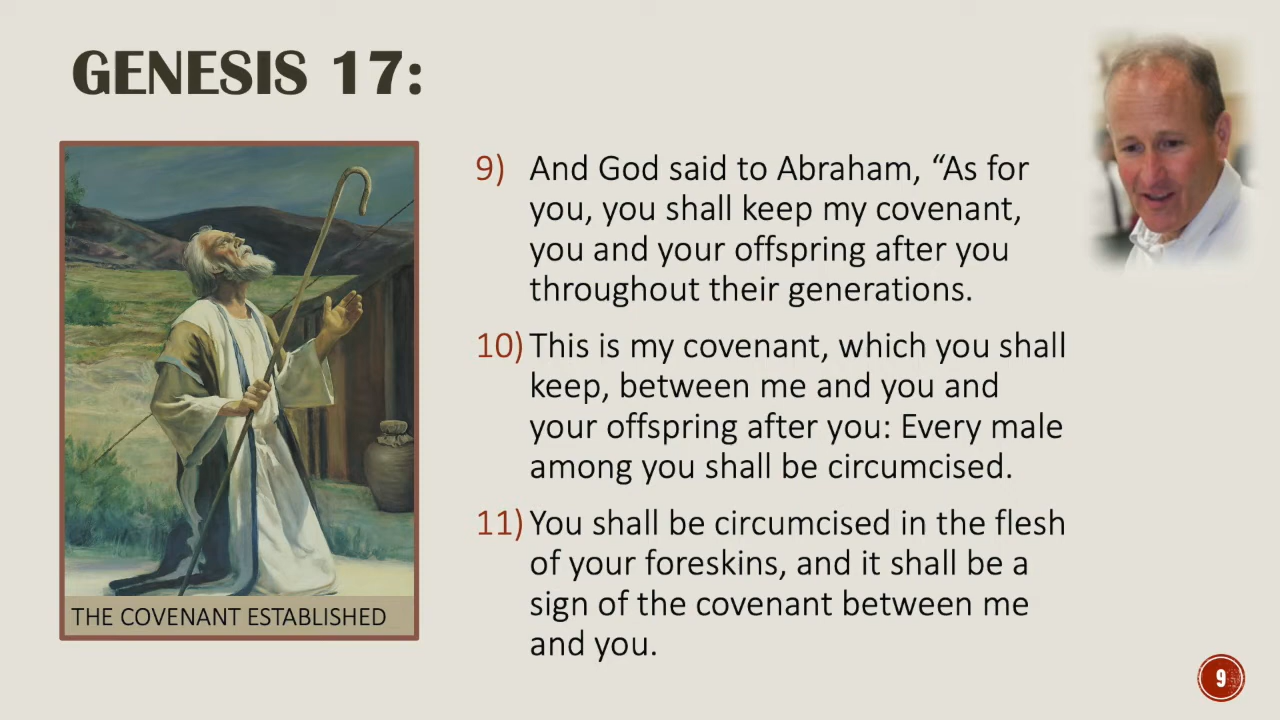 GENESIS 17:
9) And God said to Abraham, “As for
you, you shall keep my covenant,
you and your offspring after you
throughout their generations.
10) This is my covenant, which you shall
keep, between me and you and
your offspring after you: Every male
among you shall be circumcised.
11) You shall be circumcised in the flesh
of your foreskins, and it shall be a
sign of the covenant between me
and you.
THE COVENANT ESTABLISHED
9